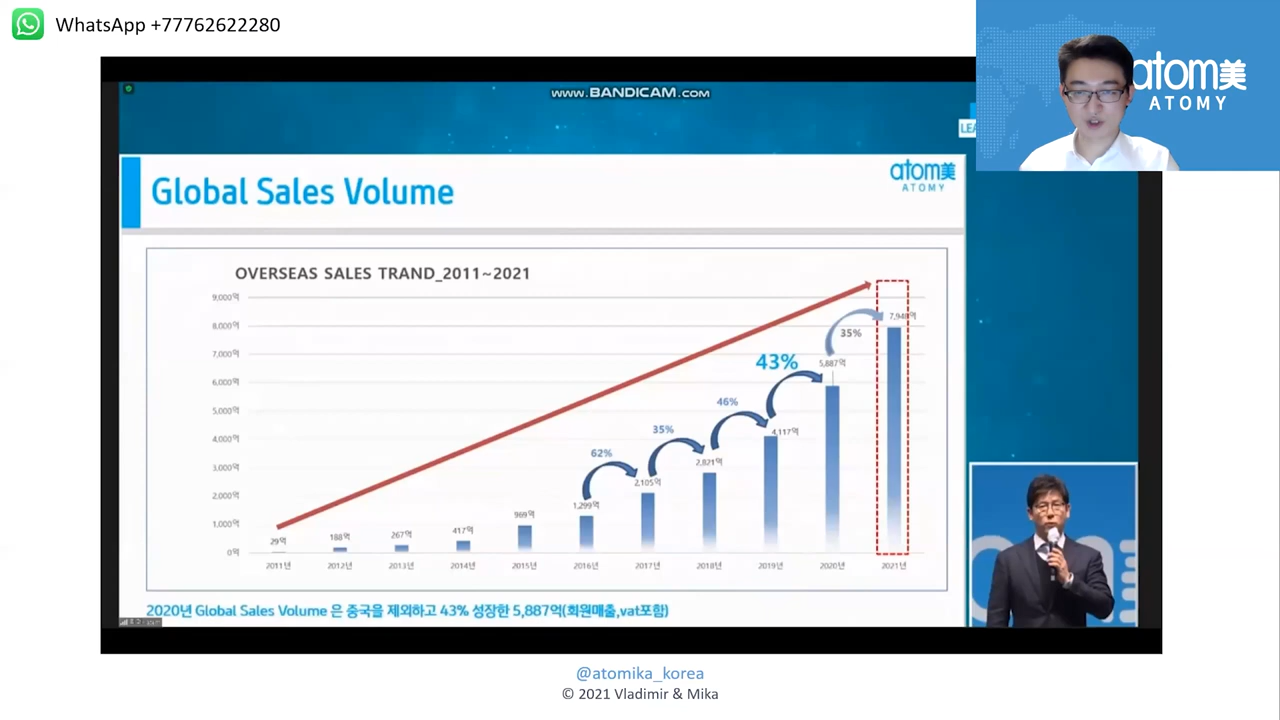 WhatsApp +77762622280
WWW.BANDICAM.COM
LEA
atom美
ATOMY
Global Sales Volume
atom美
ATOMY
OVERSEAS SALES TRAND_2011~2021
9,000억
8,000억
7,000억
6,000억
5,000억
4,000억
3,000억
2,000억
1,000억
0억
29억
188억
267억
417억
969억
1,299억
2,105억
2,821억
4,117억
5,887억
62%
35%
46%
43%
35%
2011년 2012년 2013년 2014년 2015년 2016년 2017년 2018년 2019년 2020년 2021년
2020년 Global Sales Volume 은 중국을 제외하고 43% 성장한 5,887억(회원매출,vat포함)
@atomika_korea
© 2021 Vladimir & Mika